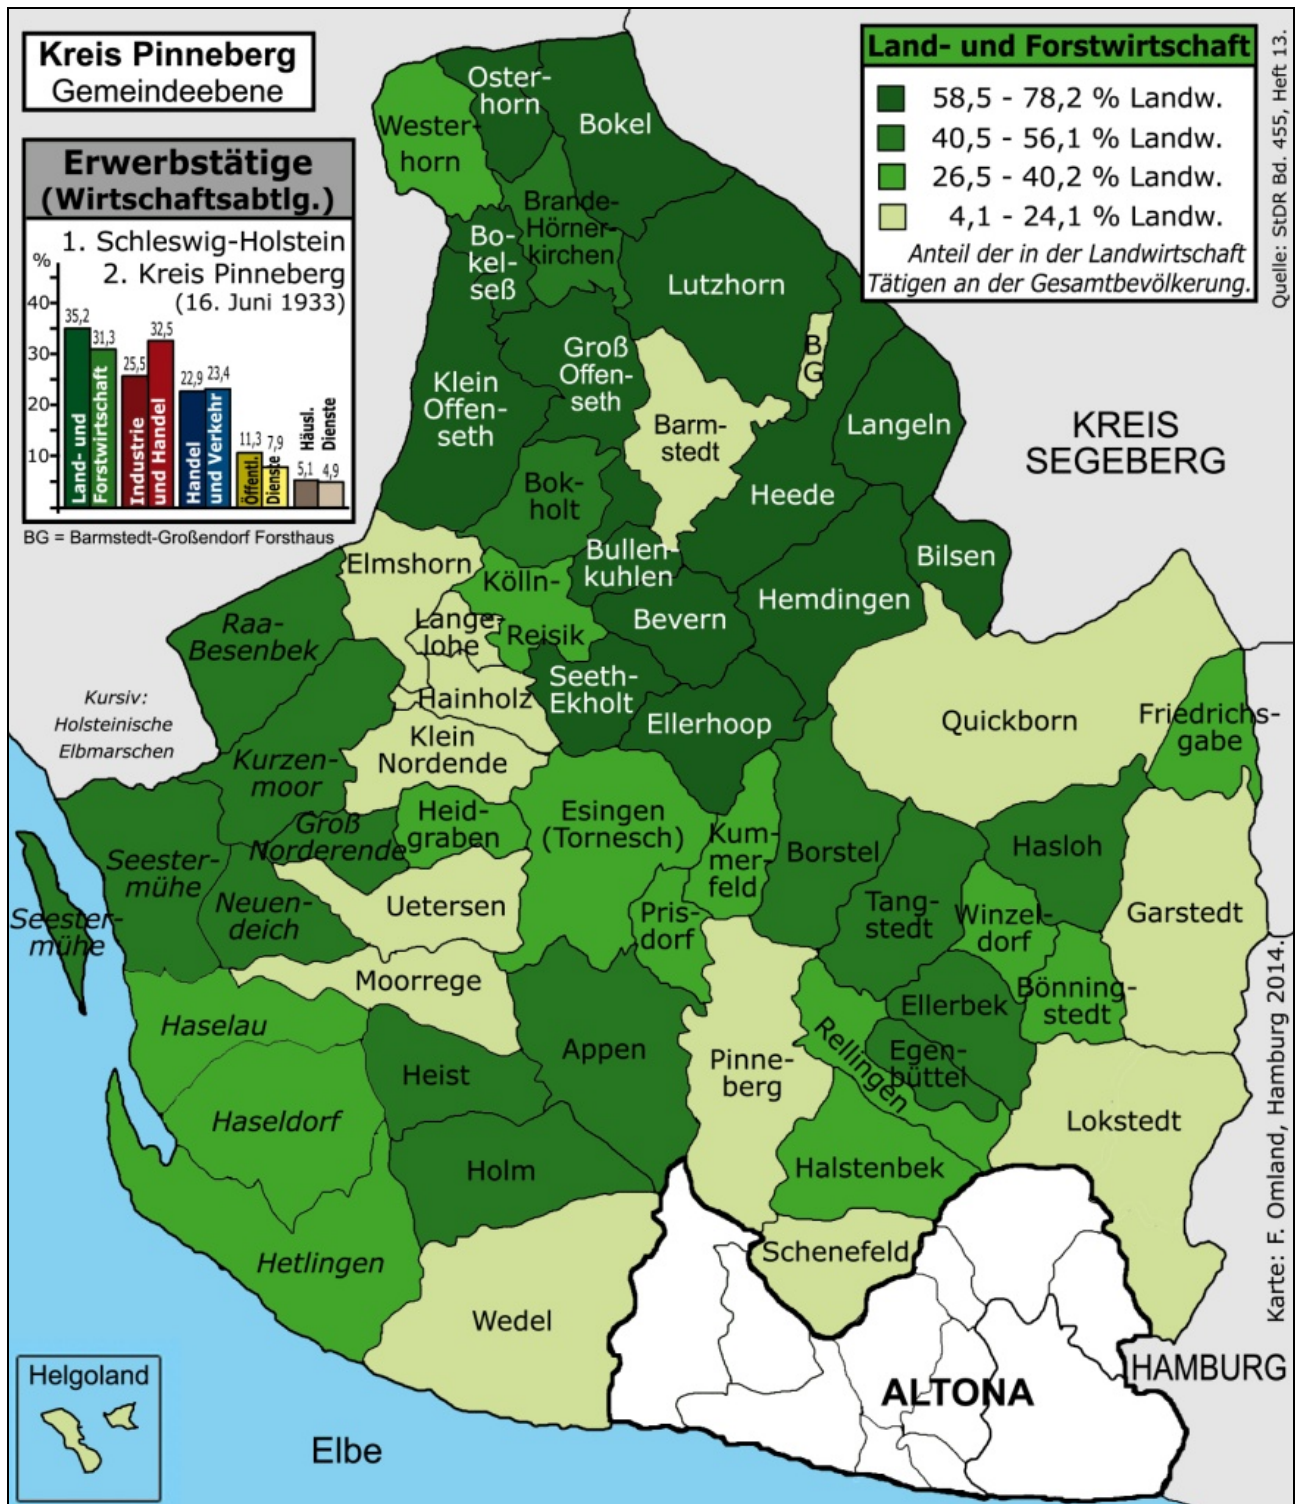 Kreis Pinneberg
Gemeindeebene
Erwerbstätige
(Wirtschaftsabtlg.)
1. Schleswig-Holstein
2. Kreis Pinneberg
(16. Juni 1933)
%
40
30
20
10
35,2
31,3
25,5
32,5
22,9
23,4
11,3
7,9
5,1
4,9
Land- und
Forstwirtschaft
Industrie
und Handel
Handel
und Verkehr
Öffentl.
Dienste
Häusl.
Dienste
BG = Barmstedt-Großendorf Forsthaus
Land- und Forstwirtschaft
58,5 - 78,2 % Landw.
40,5 - 56,1 % Landw.
26,5 - 40,2 % Landw.
4,1 - 24,1 % Landw.
Anteil der in der Landwirtschaft
Tätigen an der Gesamtbevölkerung.
Quelle: StDR Bd. 455, Heft 13.
Oster-
horn
Bokel
Wester-
horn
Brande-
Hörner-
kirchen
Bo-
kel-
seß
Lutzhorn
Groß
Offen-
seth
B
G
Klein
Offen-
seth
Barm-
stedt
Langeln
KREIS
SEGEBERG
Bok-
holt
Heede
Bullen-
kuhlen
Bilsen
Elmshorn
Kölln-
Reisik
Hemdingen
Bevern
Lange-
lohe
Raa-
Besenbek
Seeth-
Ekholt
Hainholz
Ellerhoop
Quickborn
Friedrichs-
gabe
Kursiv:
Holsteinische
Elbmarschen
Klein
Nordende
Kurzen-
moor
Heid-
graben
Esingen
(Tornesch)
Groß
Norderende
Kum-
mer-
feld
Borstel
Hasloh
Seester-
mühe
Neuen-
deich
Uetersen
Pris-
dorf
Tang-
stedt
Winzel-
dorf
Garstedt
Seester-
mühe
Moorrege
Ellerbek
Bönning-
stedt
Haselau
Appen
Rellingen
Egen-
büttel
Heist
Pinne-
berg
Haseldorf
Lokstedt
Holm
Halstenbek
Hetlingen
Schenefeld
Wedel
Karte: F. Omland, Hamburg 2014.
HAMBURG
ALTONA
Helgoland
Elbe